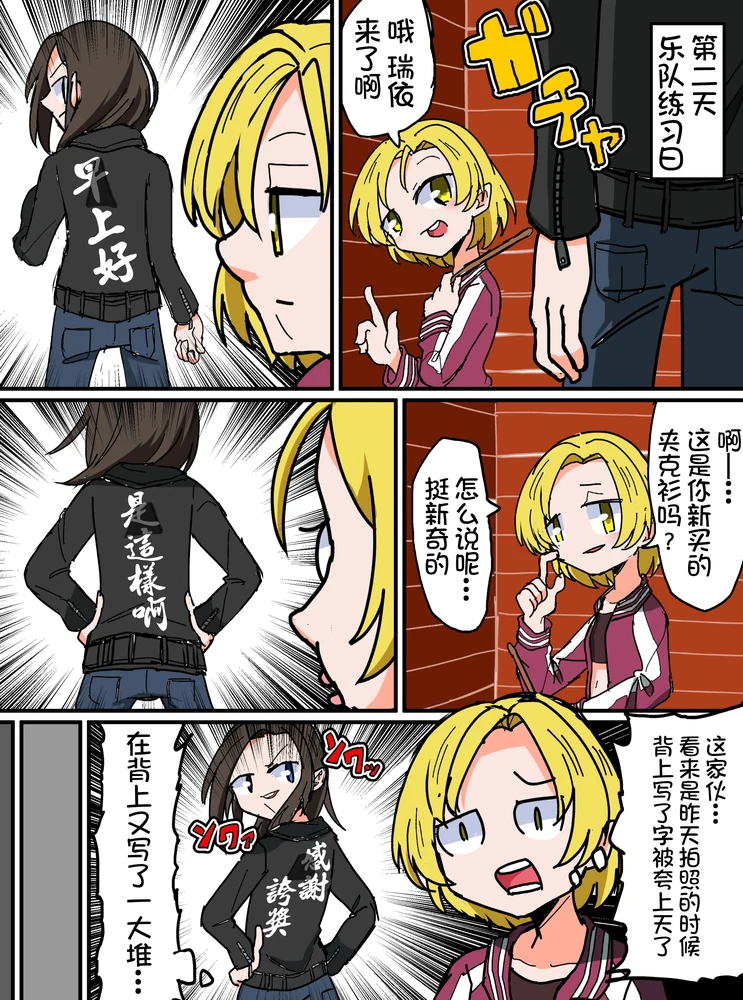 第二天
乐队练习日
ガチャ
哦 瑞依
来了啊
早上好
啊——…
这是你新买的
夹克衫吗？
怎么说呢…
挺新奇的
是這樣啊
这家伙…
看来是昨天拍照的时候
背上写了字被夸上天了
ソワッ
ソワァ
感謝
誇獎
在背上又写了一大堆…